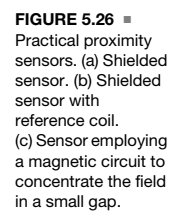 FIGURE 5.26 ■
Practical proximity
sensors. (a) Shielded
sensor. (b) Shielded
sensor with
reference coil.
(c) Sensor employing
a magnetic circuit to
concentrate the field
in a small gap.